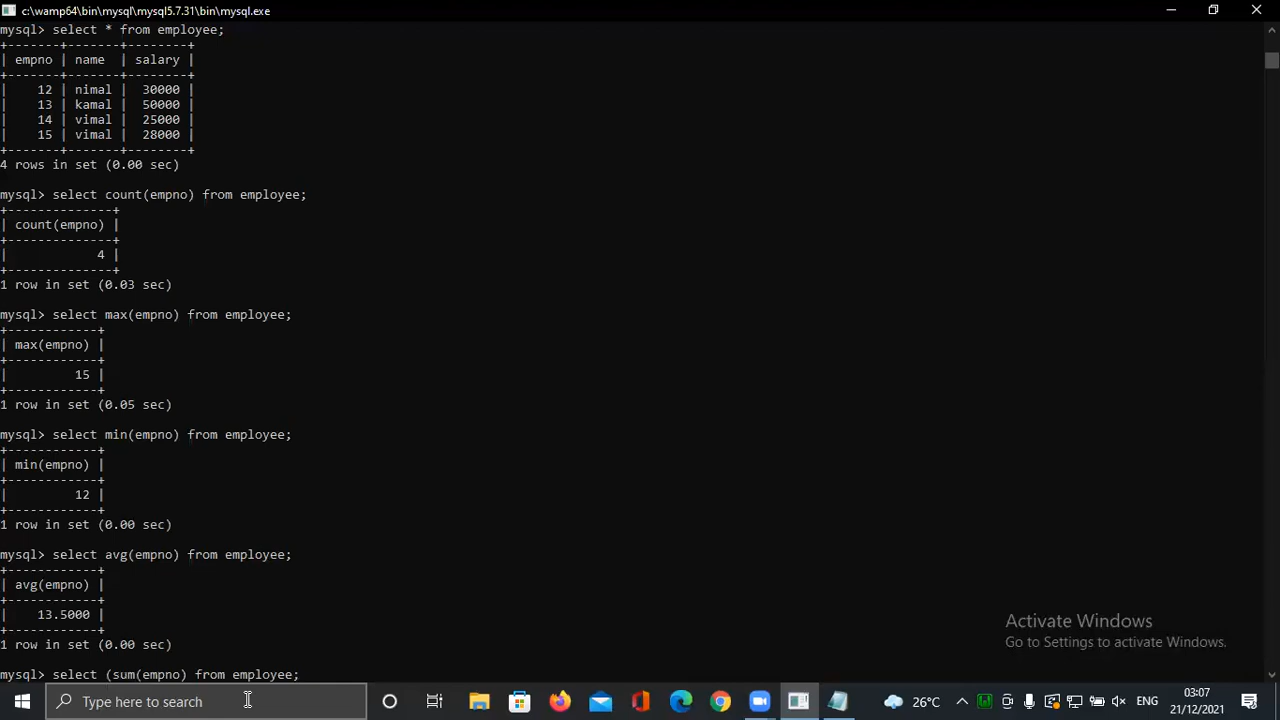 c:\wamp64\bin\mysql\mysql5.7.31\bin\mysql.exe
mysql> select * from employee;
+-------+-------+--------+
| empno | name  | salary |
+-------+-------+--------+
|    12 | nimal |  30000 |
|    13 | kamal |  50000 |
|    14 | vimal |  25000 |
|    15 | vimal |  28000 |
+-------+-------+--------+
4 rows in set (0.00 sec)
mysql> select count(empno) from employee;
+--------------+
| count(empno) |
+--------------+
|            4 |
+--------------+
1 row in set (0.03 sec)
mysql> select max(empno) from employee;
+------------+
| max(empno) |
+------------+
|         15 |
+------------+
1 row in set (0.05 sec)
mysql> select min(empno) from employee;
+------------+
| min(empno) |
+------------+
|         12 |
+------------+
1 row in set (0.00 sec)
mysql> select avg(empno) from employee;
+------------+
| avg(empno) |
+------------+
|    13.5000 |
+------------+
1 row in set (0.00 sec)
mysql> select (sum(empno) from employee;
Activate Windows
Go to Settings to activate Windows.
Type here to search
26°C
ENG
03:07
21/12/2021